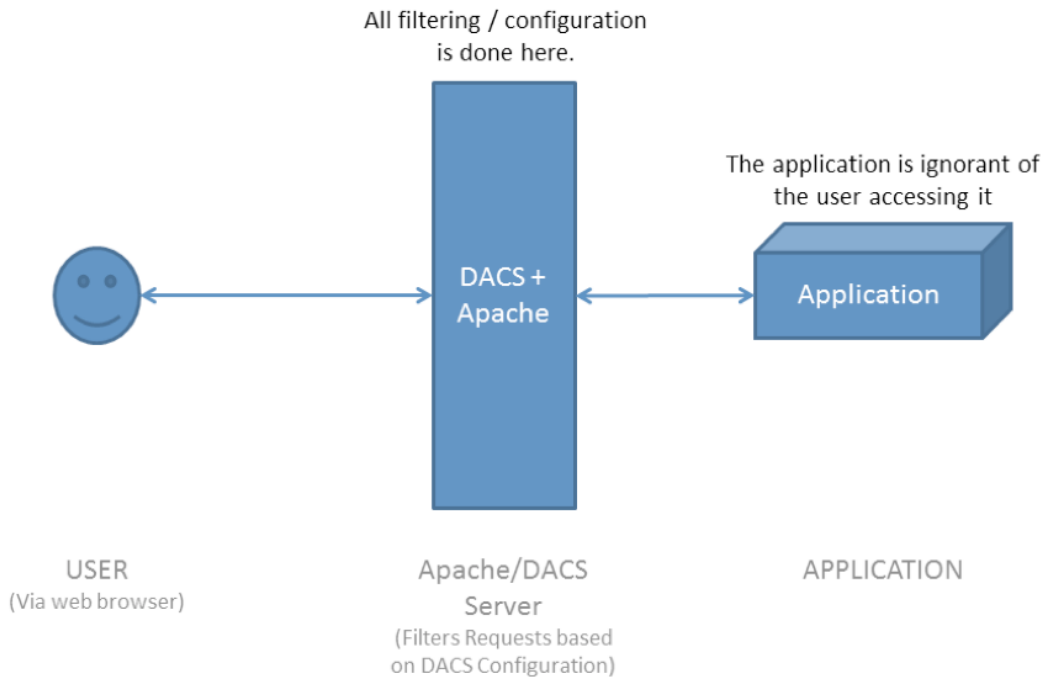 All filtering / configuration
is done here.
The application is ignorant of
the user accessing it
DACS +
Apache
Application
USER
(Via web browser)
Apache/DACS
Server
(Filters Requests based
on DACS Configuration)
APPLICATION